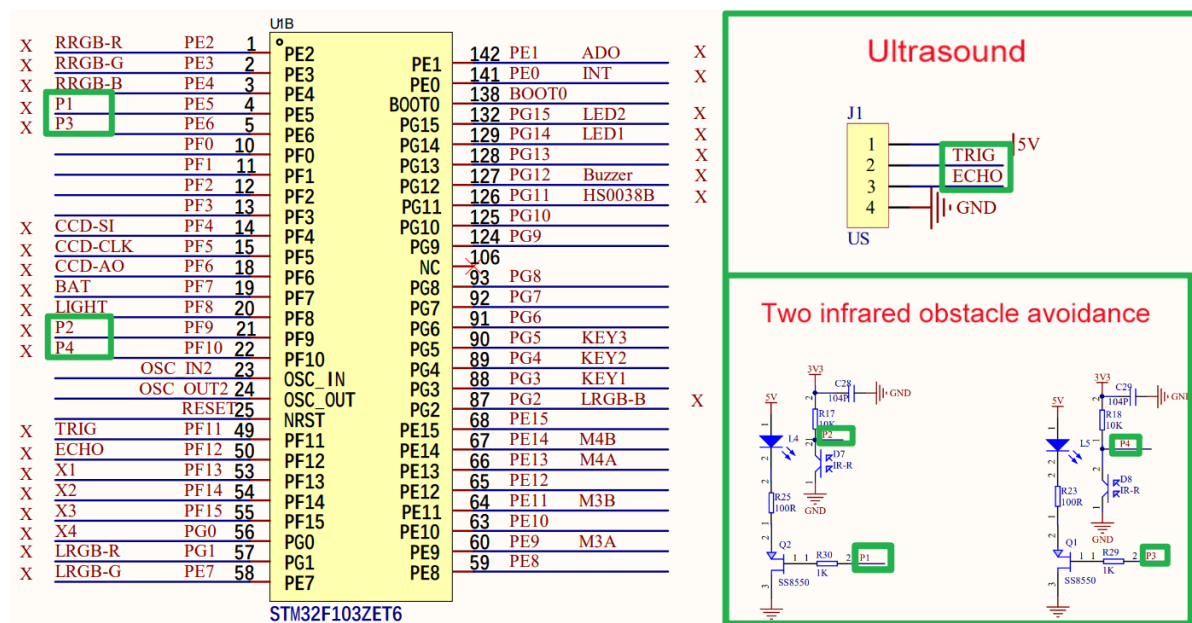 U1B
X RRGB-R PE2 1 PE2
X RRGB-G PE3 2 PE3
X RRGB-B PE4 3 PE4
X P1 PE5 4 PE5
X P3 PE6 5 PE6
PF0 10 PF0
PF1 11 PF1
PF2 12 PF2
PF3 13 PF3
X CCD-SI PF4 14 PF4
X CCD-CLK PF5 15 PF5
X CCD-AO PF6 18 PF6
X BAT PF7 19 PF7
X LIGHT PF8 20 PF8
X P2 PF9 21 PF9
X P4 PF10 22 PF10
OSC IN2 23 OSC_IN
OSC OUT2 24 OSC_OUT
RESET 25 NRST
X TRIG PF11 49 PF11
X ECHO PF12 50 PF12
X X1 PF13 53 PF13
X X2 PF14 54 PF14
X X3 PF15 55 PF15
X X4 PG0 56 PG0
X LRGB-R PG1 57 PG1
X LRGB-G PE7 58 PE7
PE1 142 PE1 ADO X
PE0 141 PE0 INT X
BOOT0 138 BOOT0
PG15 132 PG15 LED2 X
PG14 129 PG14 LED1 X
PG13 128 PG13 X
PG12 127 PG12 Buzzer X
PG11 126 PG11 HS0038B X
PG10 125 PG10
PG9 124 PG9
NC 106
PG8 93 PG8
PG7 92 PG7
PG6 91 PG6
PG5 90 PG5 KEY3
PG4 89 PG4 KEY2
PG3 88 PG3 KEY1
PG2 87 PG2 LRGB-B X
PE15 68 PE15
PE14 67 PE14 M4B
PE13 66 PE13 M4A
PE12 65 PE12
PE11 64 PE11 M3B
PE10 63 PE10
PE9 60 PE9 M3A
PE8 59 PE8
STM32F103ZET6
Ultrasound
J1
1 5V
2 TRIG
3 ECHO
4 GND
US
Two infrared obstacle avoidance
3V3
C28
104P
GND
5V
R17
10K
P2
L4
D7
IR-R
R25
100R
GND
Q2
SS8550
R30
1K
P1
3V3
C29
104P
GND
5V
R18
10K
P4
L5
D8
IR-R
R23
100R
GND
Q1
SS8550
R29
1K
P3